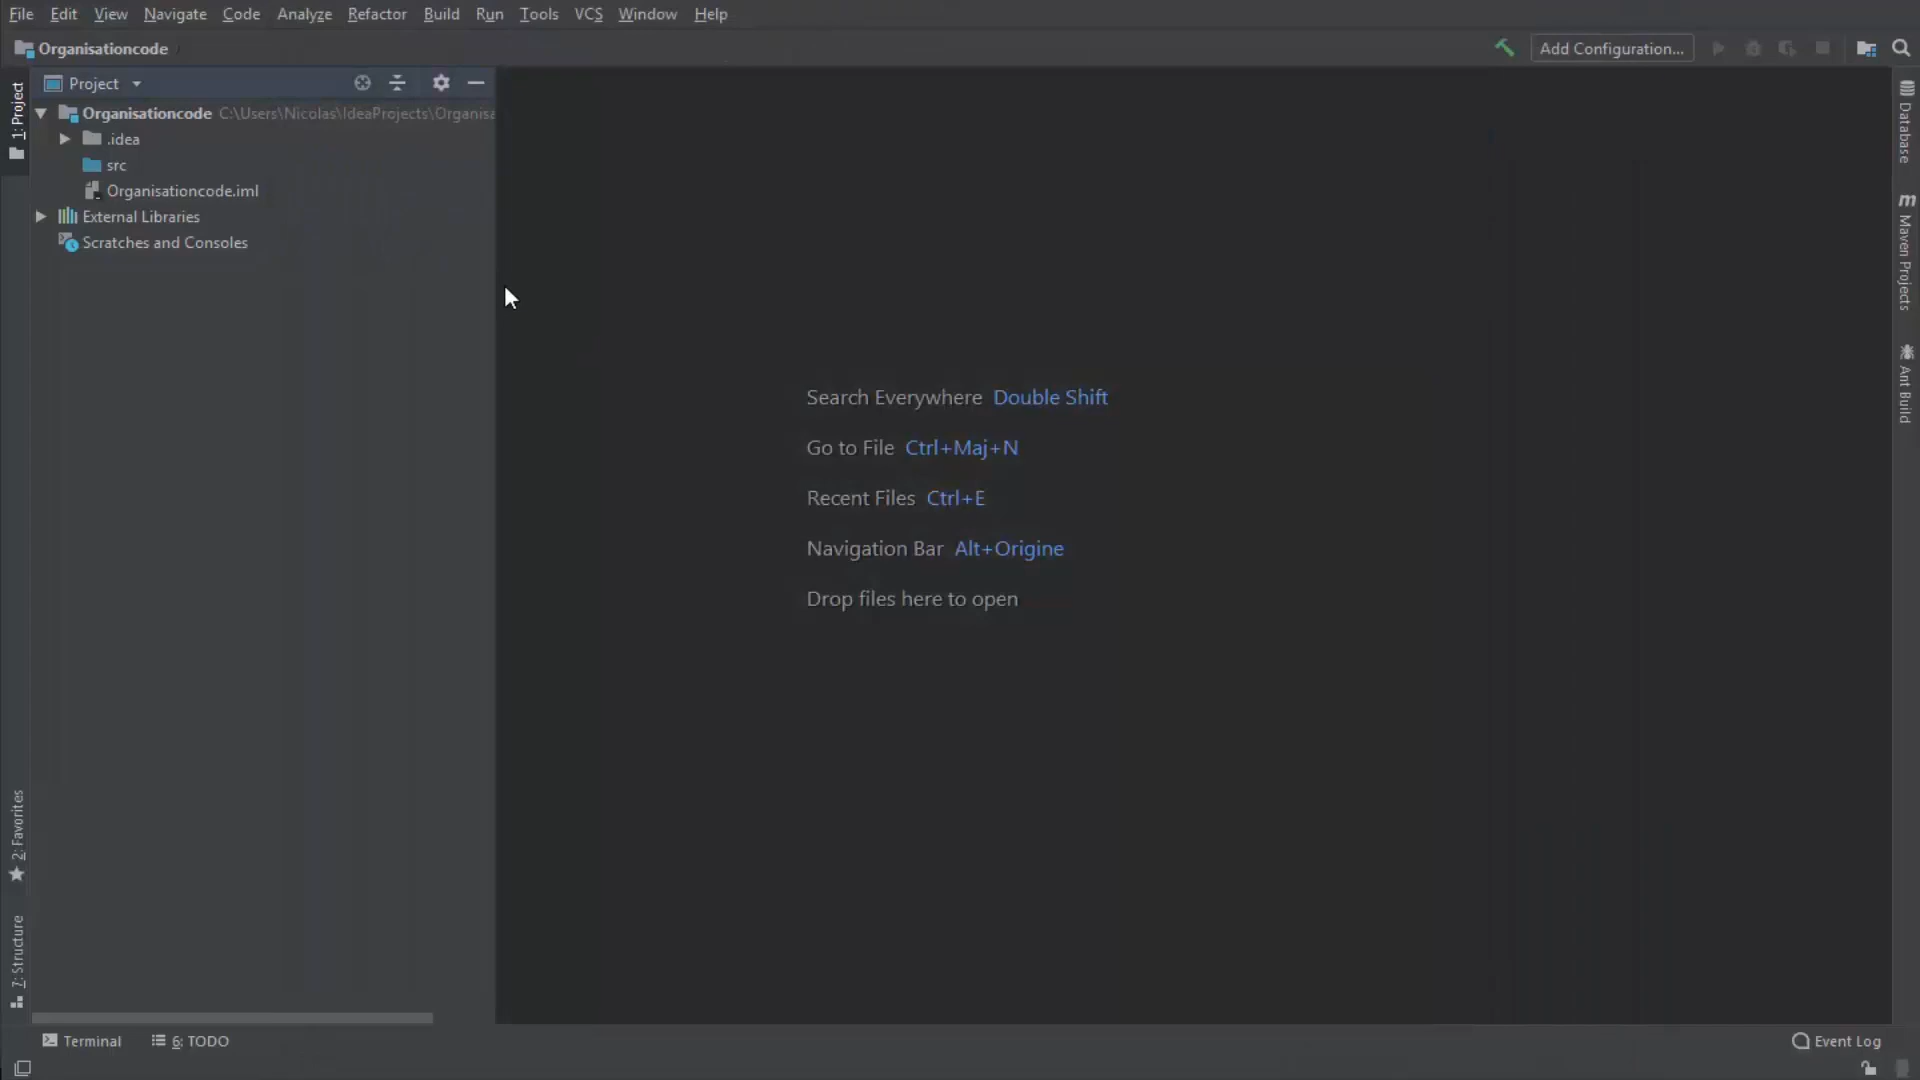 File Edit View Navigate Code Analyze Refactor Build Run Tools VCS Window Help
Organisationcode
Add Configuration...
1: Project
Project
Organisationcode C:\Users\Nicolas\IdeaProjects\Organisa
.idea
src
Organisationcode.iml
External Libraries
Scratches and Consoles
Search Everywhere Double Shift
Go to File Ctrl+Maj+N
Recent Files Ctrl+E
Navigation Bar Alt+Origine
Drop files here to open
Database
Maven Projects
Ant Build
2: Favorites
7: Structure
Terminal
6: TODO
Event Log